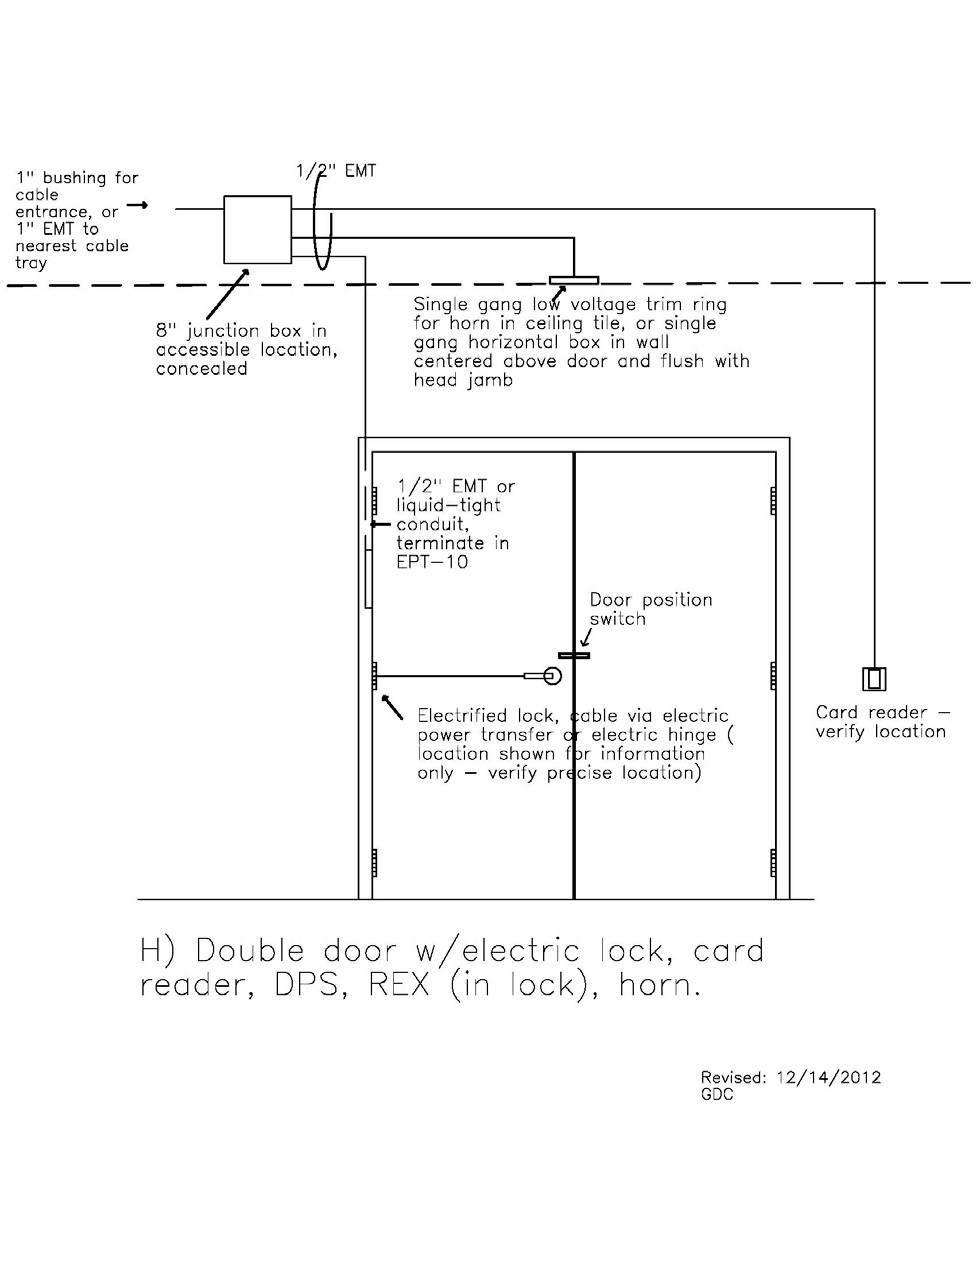 1/2" EMT
1" bushing for
cable
entrance, or
1" EMT to
nearest cable
tray
8" junction box in
accessible location,
concealed
Single gang low voltage trim ring
for horn in ceiling tile, or single
gang horizontal box in wall
centered above door and flush with
head jamb
1/2" EMT or
liquid-tight
conduit,
terminate in
EPT-10
Door position
switch
Electrified lock, cable via electric
power transfer or electric hinge (
location shown for information
only - verify precise location)
Card reader -
verify location
H) Double door w/electric lock, card
reader, DPS, REX (in lock), horn.
Revised: 12/14/2012
GDC